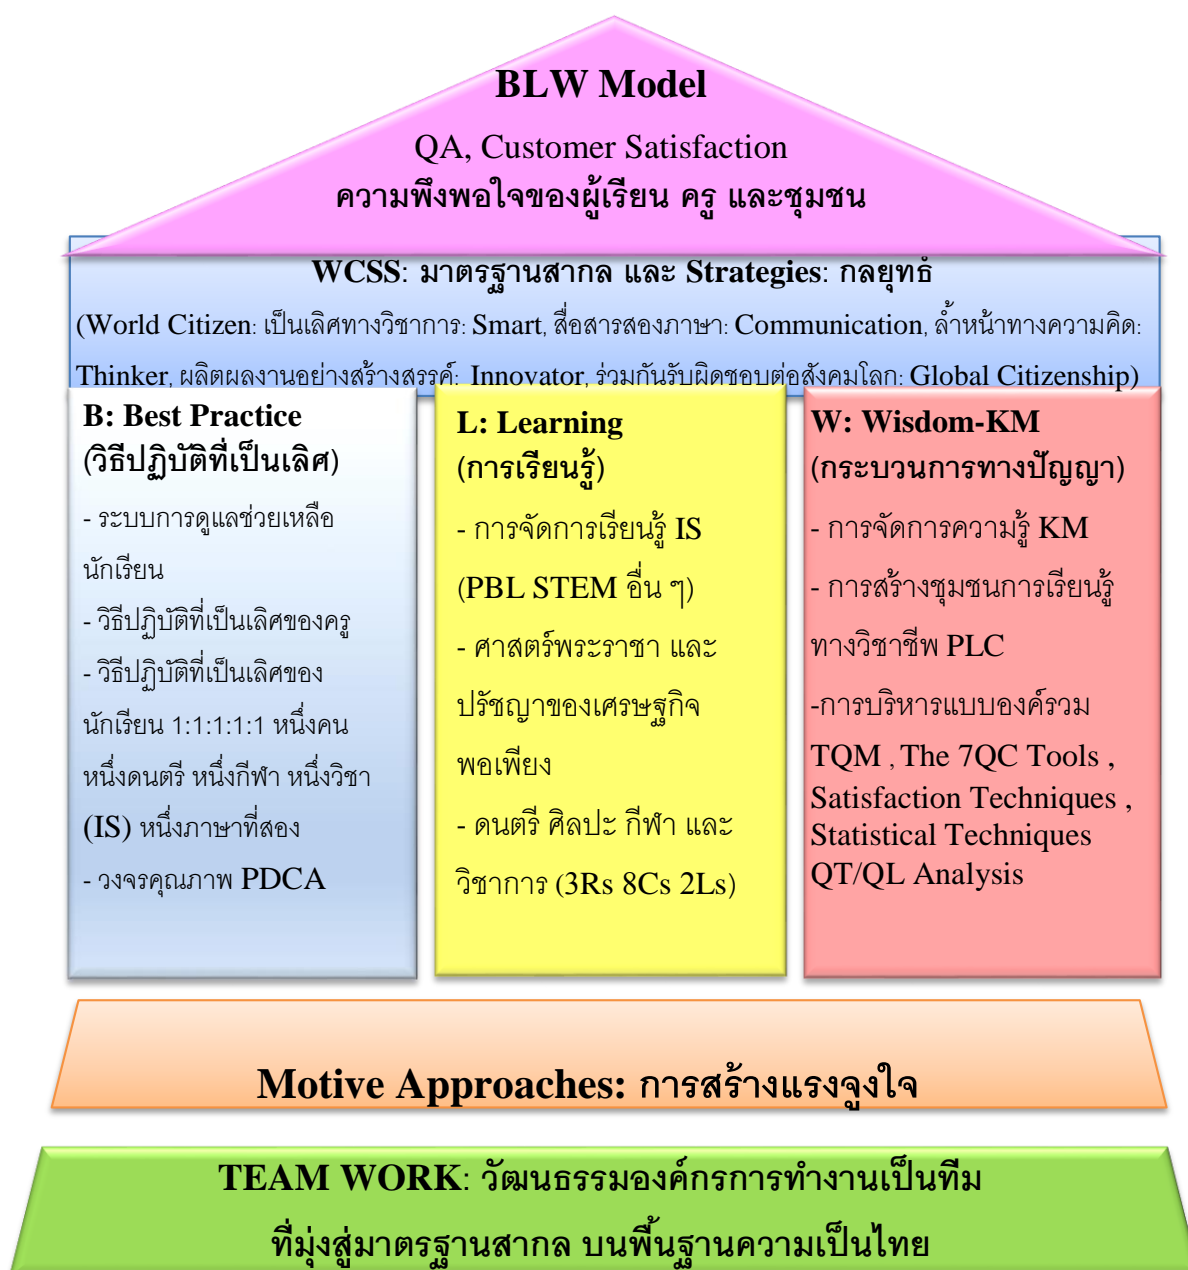 BLW Model
QA, Customer Satisfaction
ความพึงพอใจของผู้เรียน ครู และชุมชน
WCSS: มาตรฐานสากล และ Strategies: กลยุทธ์
(World Citizen: เป็นเลิศทางวิชาการ: Smart, สื่อสารสองภาษา: Communication, ล้ำหน้าทางความคิด:
Thinker, ผลิตผลงานอย่างสร้างสรรค์: Innovator, ร่วมกันรับผิดชอบต่อสังคมโลก: Global Citizenship)
B: Best Practice
(วิธีปฏิบัติที่เป็นเลิศ)
- ระบบการดูแลช่วยเหลือ
นักเรียน
- วิธีปฏิบัติที่เป็นเลิศของครู
- วิธีปฏิบัติที่เป็นเลิศของ
นักเรียน 1:1:1:1:1 หนึ่งคน
หนึ่งดนตรี หนึ่งกีฬา หนึ่งวิชา
(IS) หนึ่งภาษาที่สอง
- วงจรคุณภาพ PDCA
L: Learning
(การเรียนรู้)
- การจัดการเรียนรู้ IS
(PBL STEM อื่น ๆ)
- ศาสตร์พระราชา และ
ปรัชญาของเศรษฐกิจ
พอเพียง
- ดนตรี ศิลปะ กีฬา และ
วิชาการ (3Rs 8Cs 2Ls)
W: Wisdom-KM
(กระบวนการทางปัญญา)
- การจัดการความรู้ KM
- การสร้างชุมชนการเรียนรู้
ทางวิชาชีพ PLC
-การบริหารแบบองค์รวม
TQM , The 7QC Tools ,
Satisfaction Techniques ,
Statistical Techniques
QT/QL Analysis
Motive Approaches: การสร้างแรงจูงใจ
TEAM WORK: วัฒนธรรมองค์กรการทำงานเป็นทีม
ที่มุ่งสู่มาตรฐานสากล บนพื้นฐานความเป็นไทย